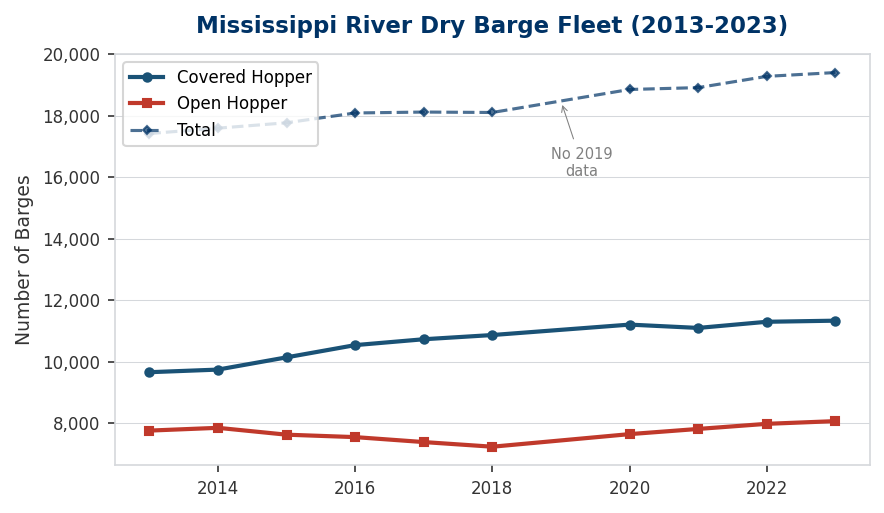 Mississippi River Dry Barge Fleet (2013-2023)
Number of Barges
20,000
18,000
16,000
14,000
12,000
10,000
8,000
Covered Hopper
Open Hopper
Total
No 2019
data
2014
2016
2018
2020
2022